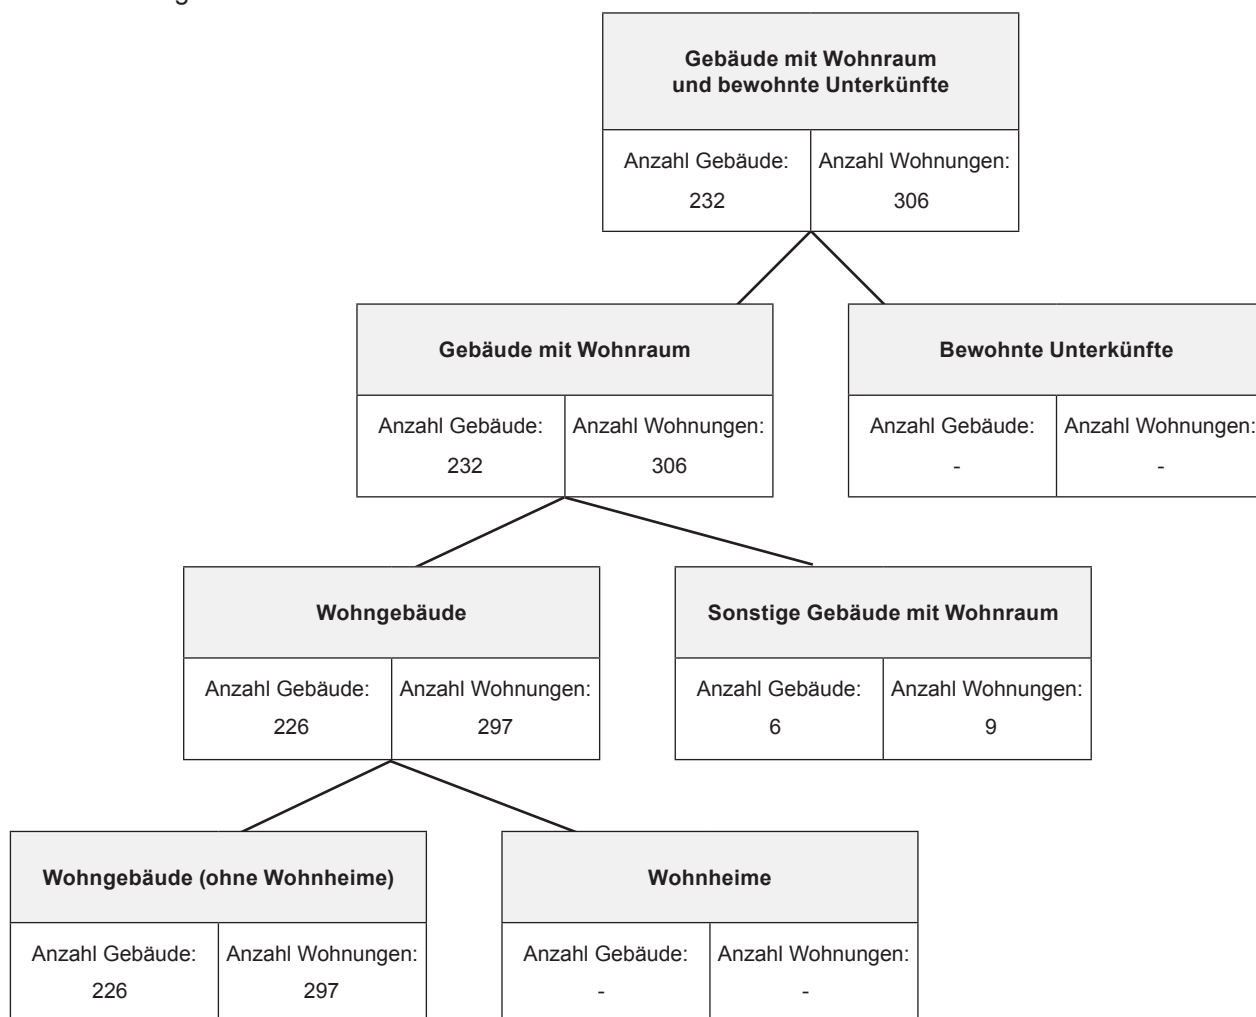 Gebäude mit Wohnraum
und bewohnte Unterkünfte
Anzahl Gebäude: Anzahl Wohnungen:
232 306
Gebäude mit Wohnraum
Anzahl Gebäude: Anzahl Wohnungen:
232 306
Bewohnte Unterkünfte
Anzahl Gebäude: Anzahl Wohnungen:
- -
Wohngebäude
Anzahl Gebäude: Anzahl Wohnungen:
226 297
Sonstige Gebäude mit Wohnraum
Anzahl Gebäude: Anzahl Wohnungen:
6 9
Wohngebäude (ohne Wohnheime)
Anzahl Gebäude: Anzahl Wohnungen:
226 297
Wohnheime
Anzahl Gebäude: Anzahl Wohnungen:
- -